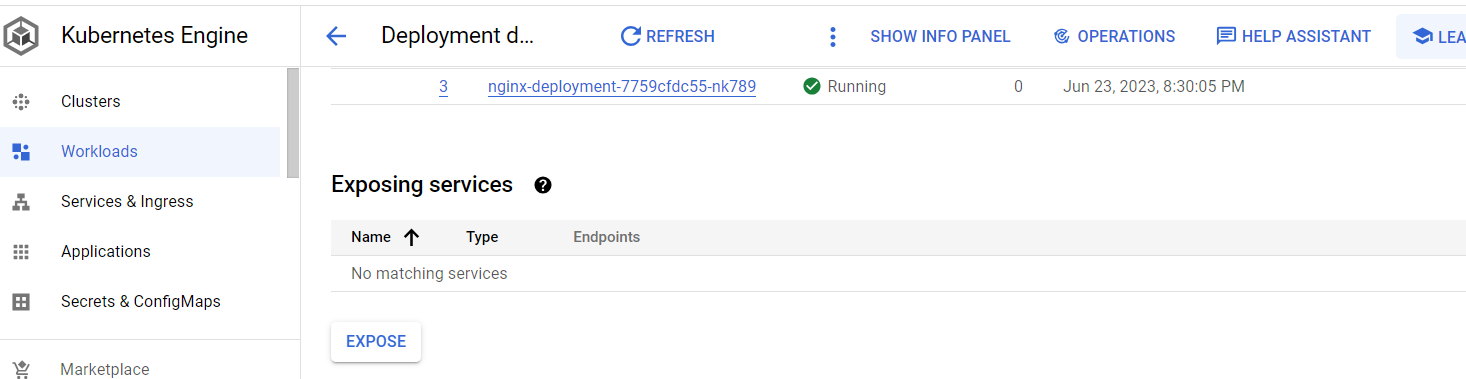 Kubernetes Engine
Deployment d...
REFRESH
SHOW INFO PANEL
OPERATIONS
HELP ASSISTANT
LEA
Clusters
Workloads
Services & Ingress
Applications
Secrets & ConfigMaps
Marketplace
3 nginx-deployment-7759cfdc55-nk789 Running 0 Jun 23, 2023, 8:30:05 PM
Exposing services
Name Type Endpoints
No matching services
EXPOSE